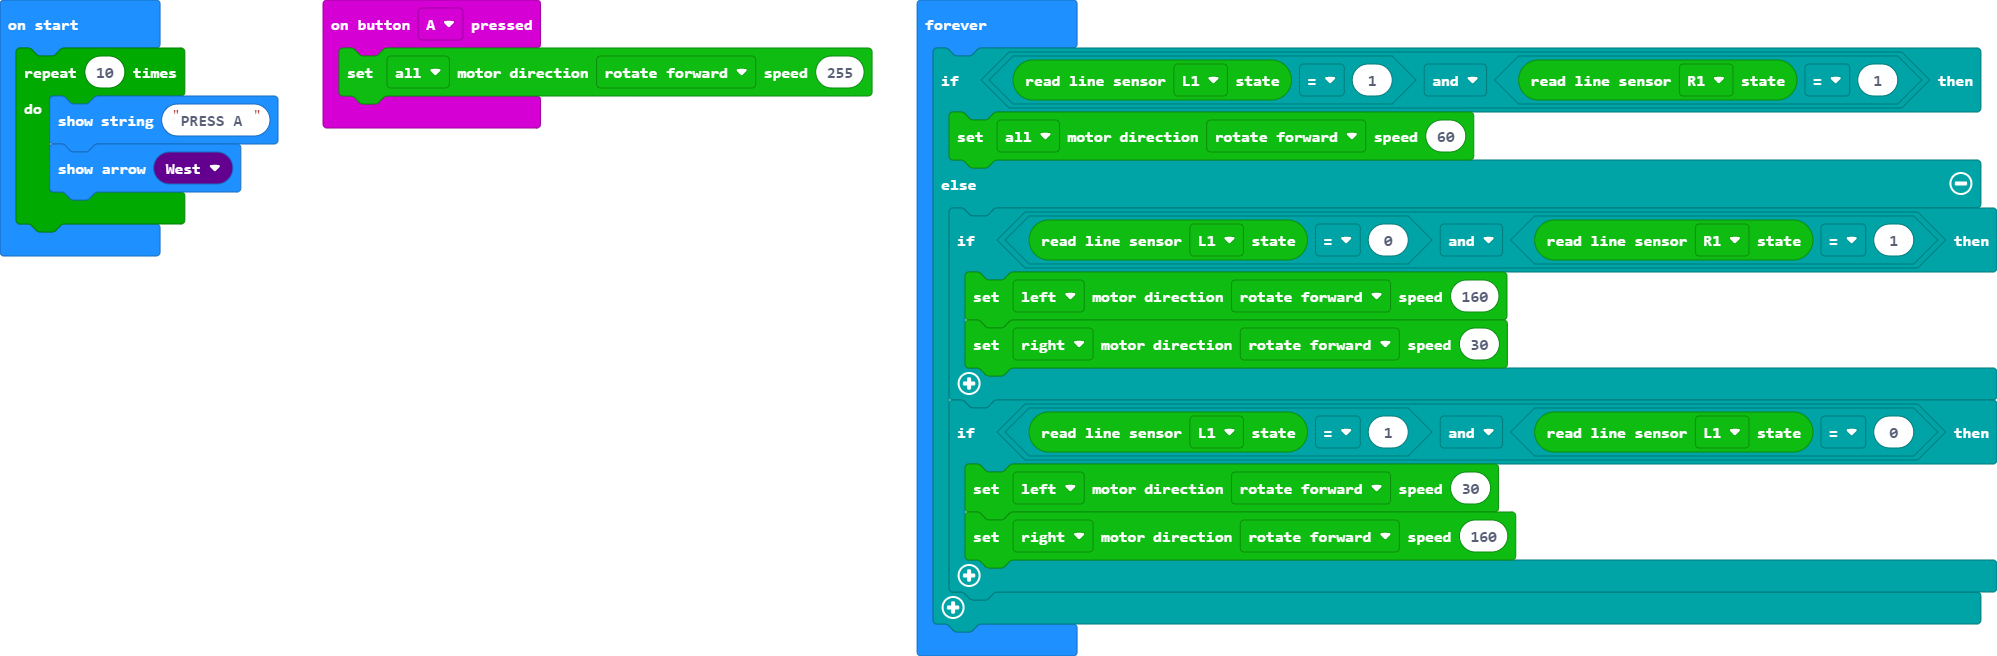 on start
repeat 10 times
do
show string "PRESS A "
show arrow West
on button A pressed
set all motor direction rotate forward speed 255
forever
if read line sensor L1 state = 1 and read line sensor R1 state = 1 then
set all motor direction rotate forward speed 60
else
if read line sensor L1 state = 0 and read line sensor R1 state = 1 then
set left motor direction rotate forward speed 160
set right motor direction rotate forward speed 30
if read line sensor L1 state = 1 and read line sensor L1 state = 0 then
set left motor direction rotate forward speed 30
set right motor direction rotate forward speed 160